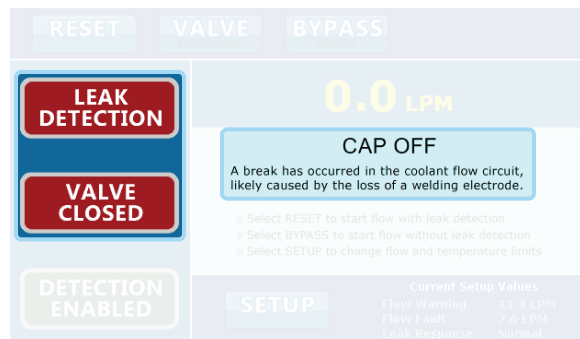 RESET VALVE BYPASS
LEAK
DETECTION
0.0 LPM
CAP OFF
A break has occurred in the coolant flow circuit,
likely caused by the loss of a welding electrode.
VALVE
CLOSED
» Select RESET to start flow with leak detection
» Select BYPASS to start flow without leak detection
» Select SETUP to change flow and temperature limits
DETECTION
ENABLED
SETUP
Current Setup Values
Flow Warning 11.4 LPM
Flow Fault 7.6 LPM
Leak Response Normal